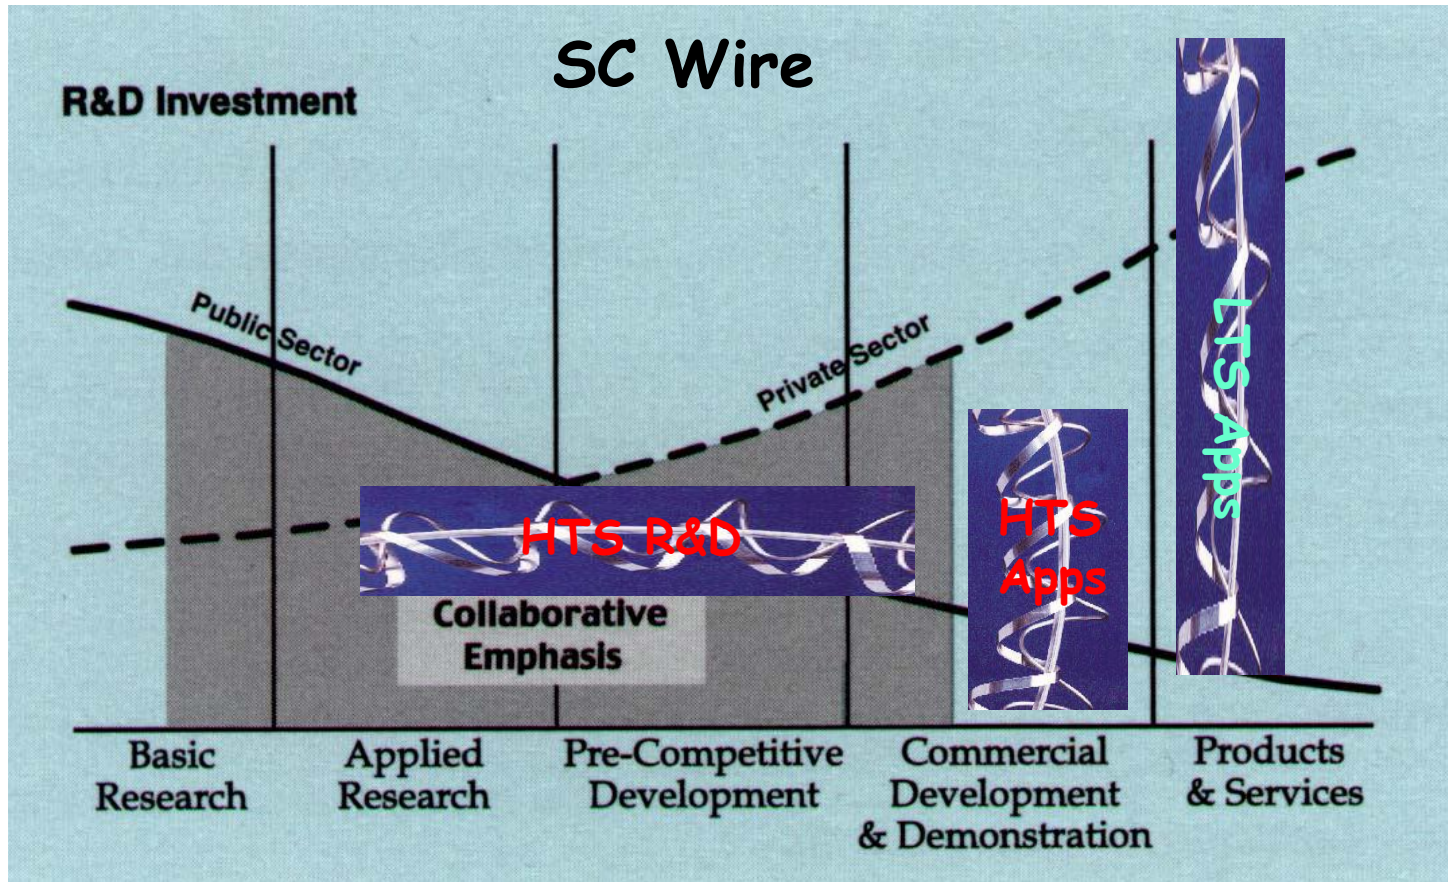 SC Wire
R&D Investment
Public Sector
Private Sector
LTS Apps
HTS R&D
HTS
Apps
Collaborative
Emphasis
Basic
Research
Applied
Research
Pre-Competitive
Development
Commercial
Development
& Demonstration
Products
& Services